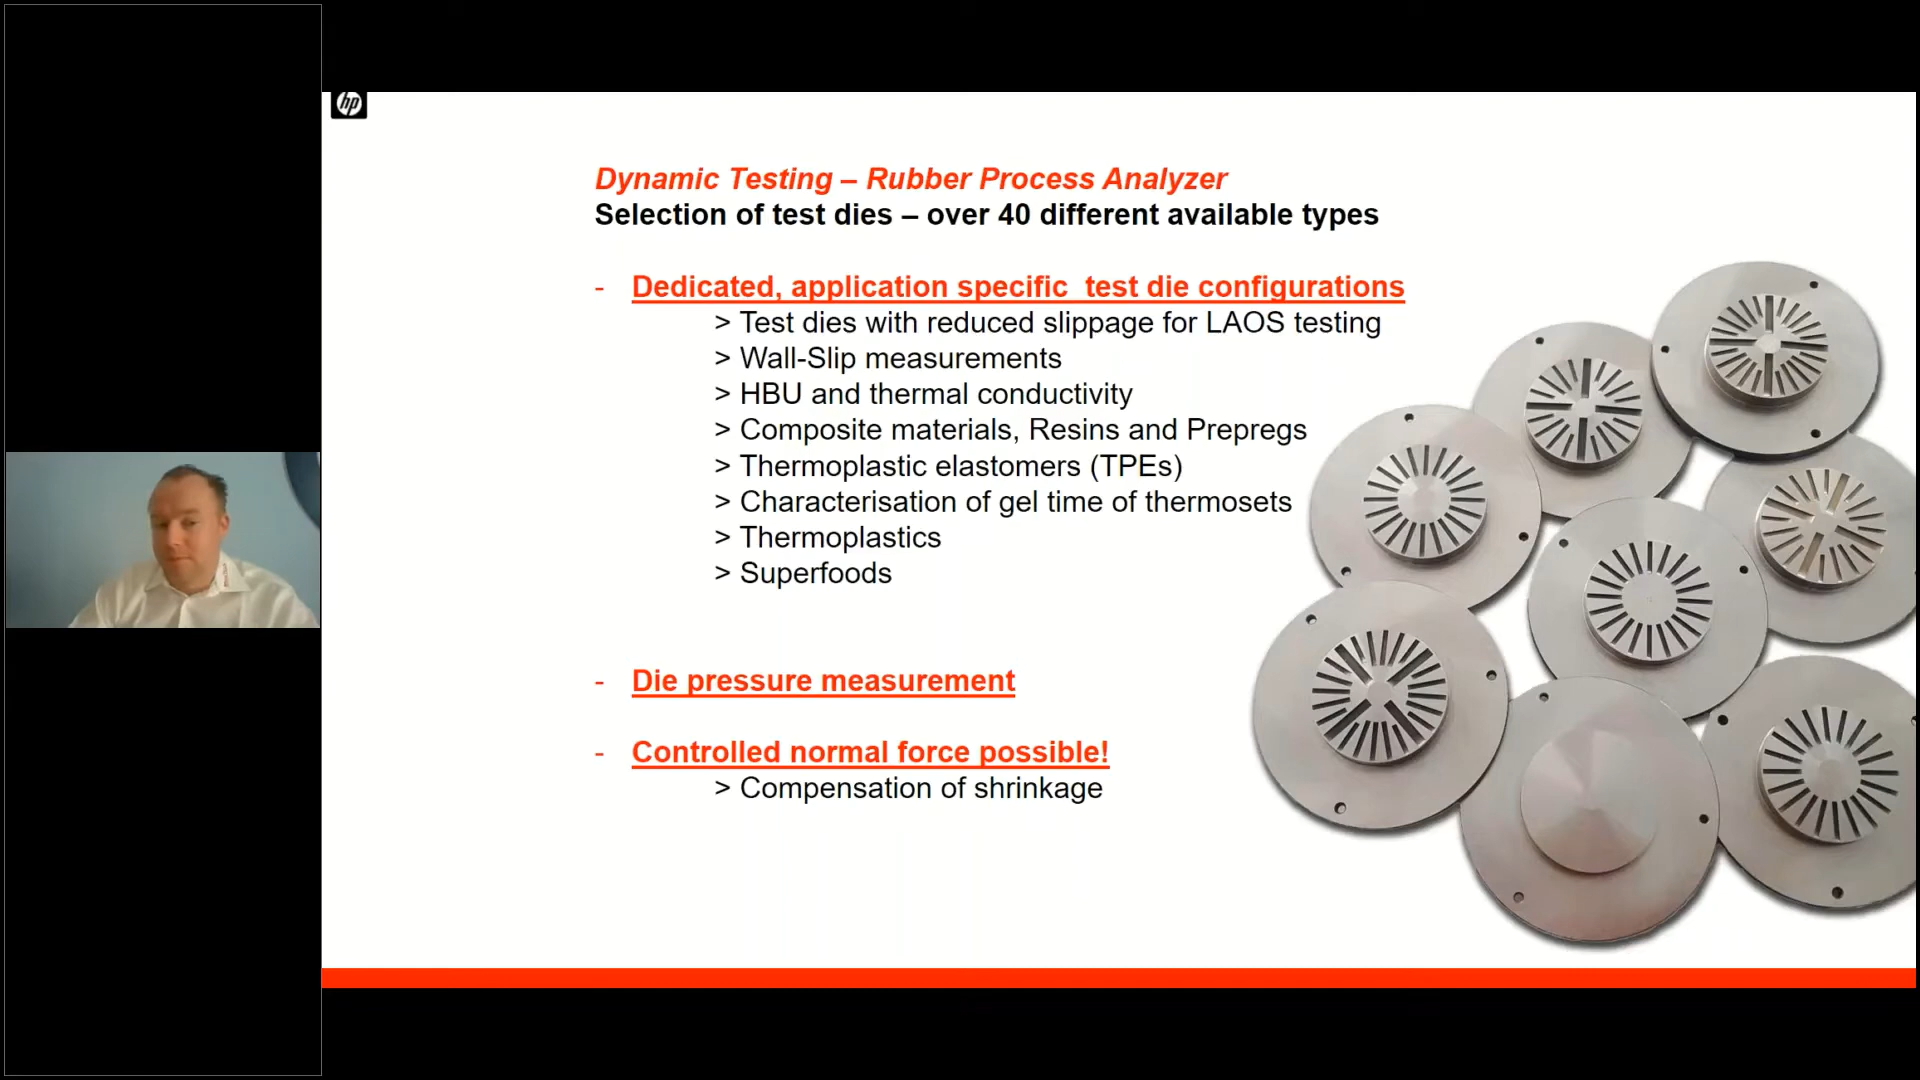 hp
Dynamic Testing – Rubber Process Analyzer
Selection of test dies – over 40 different available types
- Dedicated, application specific  test die configurations
> Test dies with reduced slippage for LAOS testing
> Wall-Slip measurements
> HBU and thermal conductivity
> Composite materials, Resins and Prepregs
> Thermoplastic elastomers (TPEs)
> Characterisation of gel time of thermosets
> Thermoplastics
> Superfoods
- Die pressure measurement
- Controlled normal force possible!
> Compensation of shrinkage